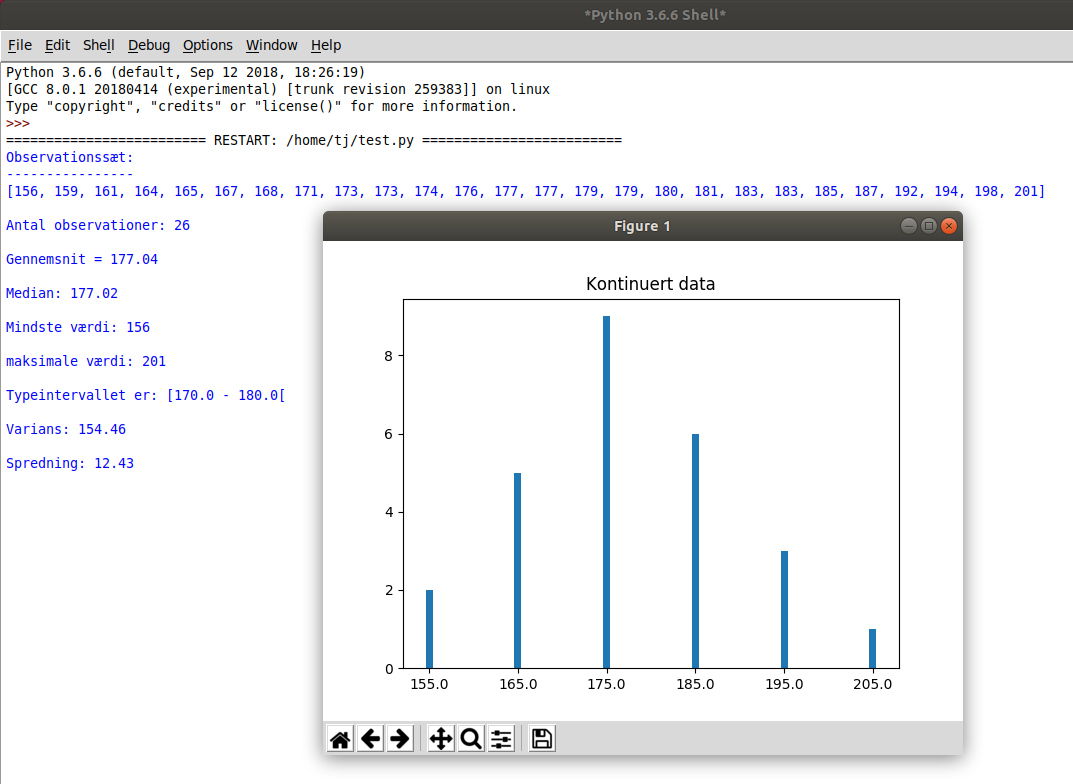 *Python 3.6.6 Shell*
File Edit Shell Debug Options Window Help
Python 3.6.6 (default, Sep 12 2018, 18:26:19)
[GCC 8.0.1 20180414 (experimental) [trunk revision 259383]] on linux
Type "copyright", "credits" or "license()" for more information.
>>>
========================= RESTART: /home/tj/test.py =========================
Observationssæt:
----------------
[156, 159, 161, 164, 165, 167, 168, 171, 173, 173, 174, 176, 177, 177, 179, 179, 180, 181, 183, 183, 185, 187, 192, 194, 198, 201]
Antal observationer: 26
Gennemsnit = 177.04
Median: 177.02
Mindste værdi: 156
maksimale værdi: 201
Typeintervallet er: [170.0 - 180.0[
Varians: 154.46
Spredning: 12.43
Figure 1
Kontinuert data
8
6
4
2
0
155.0 165.0 175.0 185.0 195.0 205.0